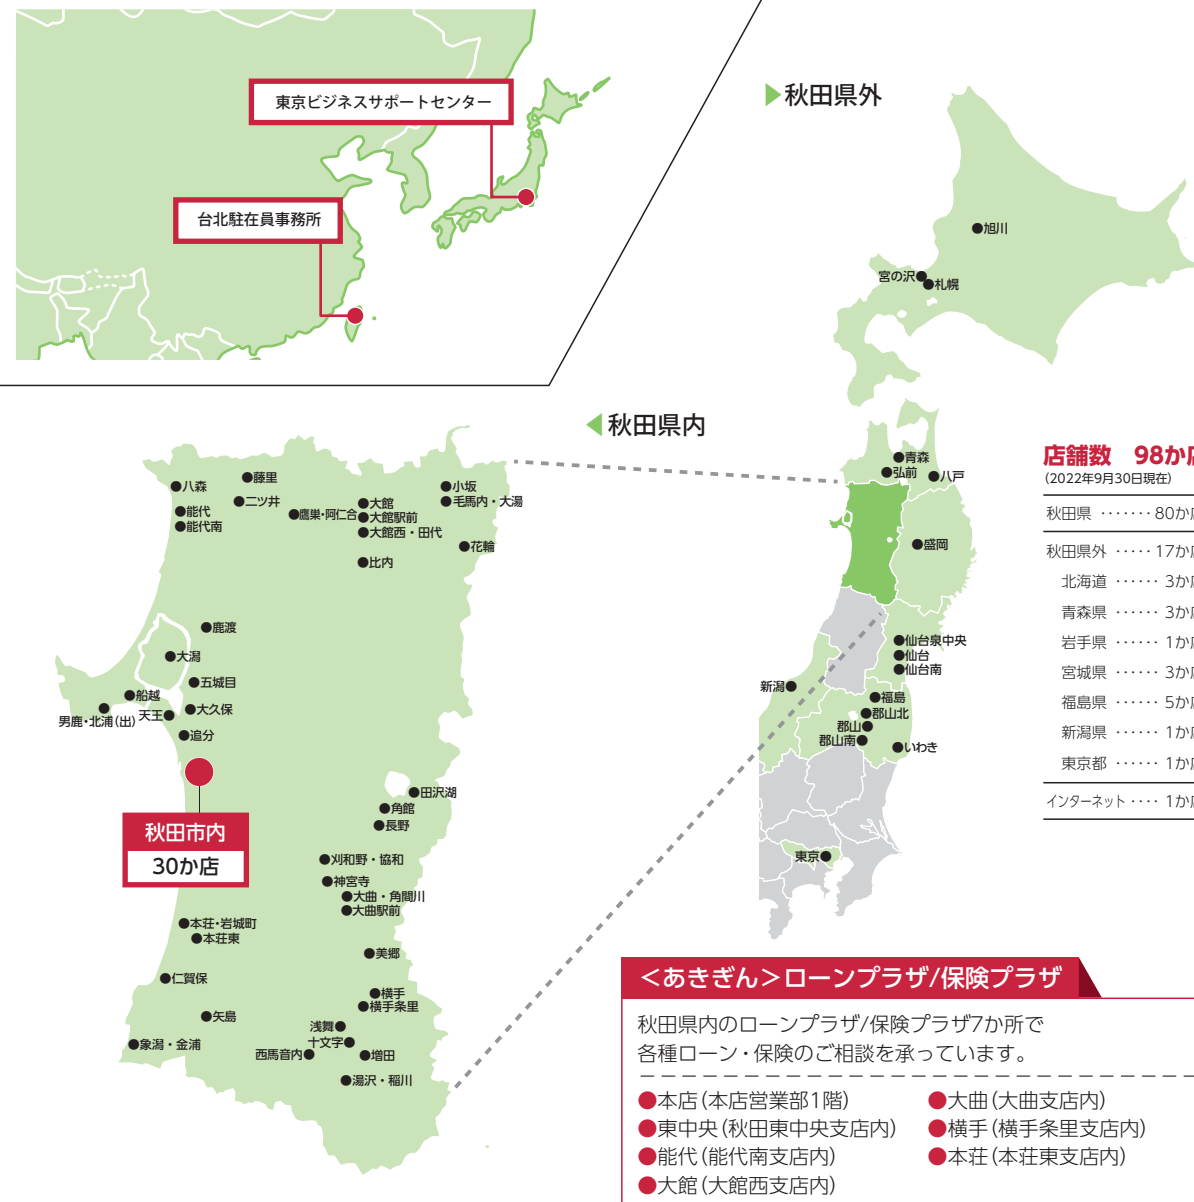 東京ビジネスサポートセンター
台北駐在員事務所
秋田県外
旭川
宮の沢
札幌
青森
弘前
八戸
盛岡
仙台泉中央
仙台
仙台南
新潟
福島
郡山北
郡山
郡山南
いわき
東京
秋田県内
八森
藤里
能代
能代南
二ツ井
鷹巣・阿仁合
大館
大館駅前
大館西・田代
比内
小坂
毛馬内・大湯
花輪
鹿渡
大潟
五城目
船越
男鹿・北浦(出)
天王
大久保
追分
秋田市内
30か店
田沢湖
角館
長野
刈和野・協和
神宮寺
大曲・角間川
大曲駅前
本荘・岩城町
本荘東
美郷
仁賀保
横手
横手条里
矢島
浅舞
十文字
象潟・金浦
西馬音内
増田
湯沢・稲川
店舗数 98か店
(2022年9月30日現在)
秋田県 ・・・・・・・ 80か店
秋田県外 ・・・・・ 17か店
北海道 ・・・・・・ 3か店
青森県 ・・・・・・ 3か店
岩手県 ・・・・・・ 1か店
宮城県 ・・・・・・ 3か店
福島県 ・・・・・・ 5か店
新潟県 ・・・・・・ 1か店
東京都 ・・・・・・ 1か店
インターネット ・・・・ 1か店
＜あきぎん＞ローンプラザ/保険プラザ
秋田県内のローンプラザ/保険プラザ7か所で
各種ローン・保険のご相談を承っています。
●本店(本店営業部1階)
●東中央(秋田東中央支店内)
●能代(能代南支店内)
●大館(大館西支店内)
●大曲(大曲支店内)
●横手(横手条里支店内)
●本荘(本荘東支店内)